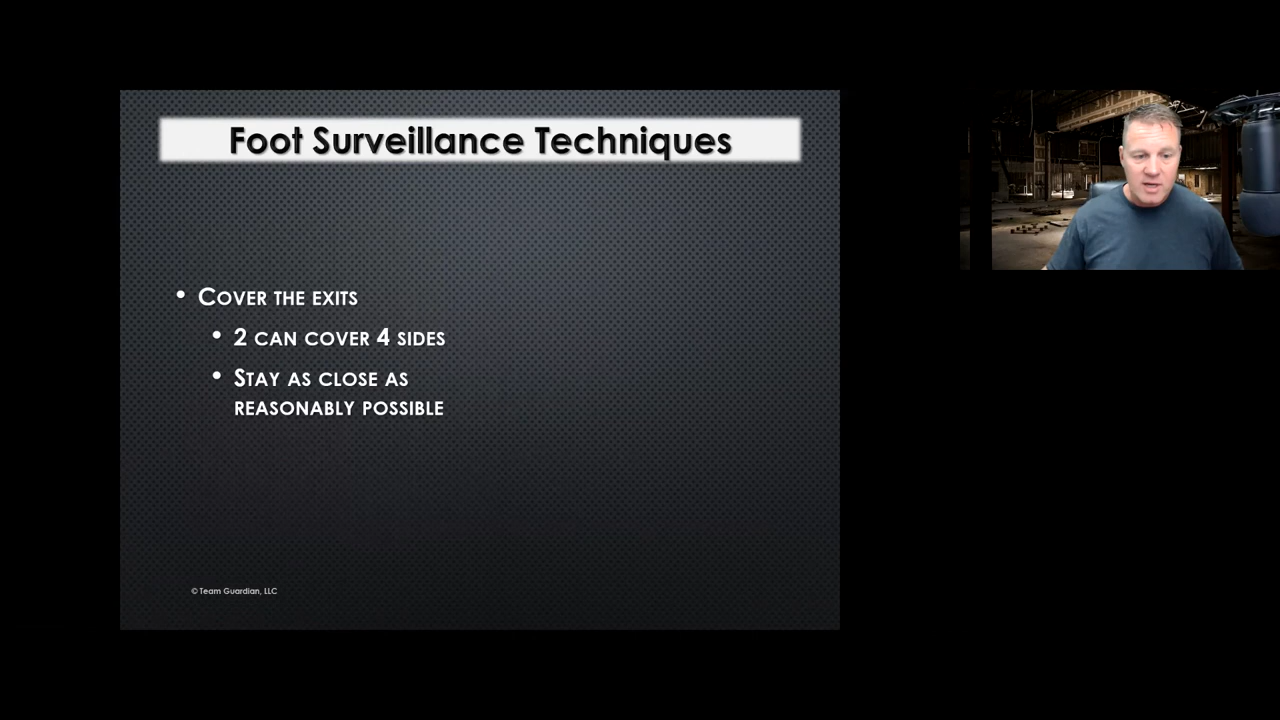 Foot Surveillance Techniques
• Cover the exits
• 2 can cover 4 sides
• Stay as close as
reasonably possible
© Team Guardian, LLC